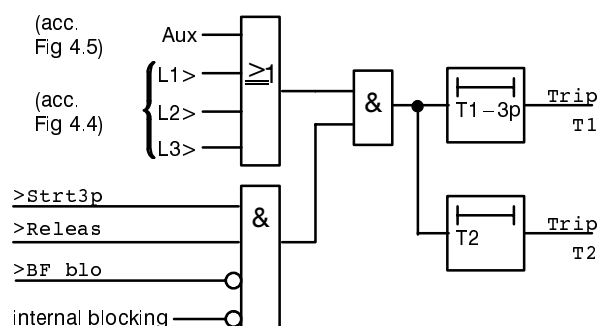 (acc.
Fig 4.5)
Aux
(acc.
Fig 4.4)
L1>
L2>
L3>
≥1
&
T1–3p
Trip
T1
>Strt3p
>Releas
>BF blo
internal blocking
&
T2
Trip
T2